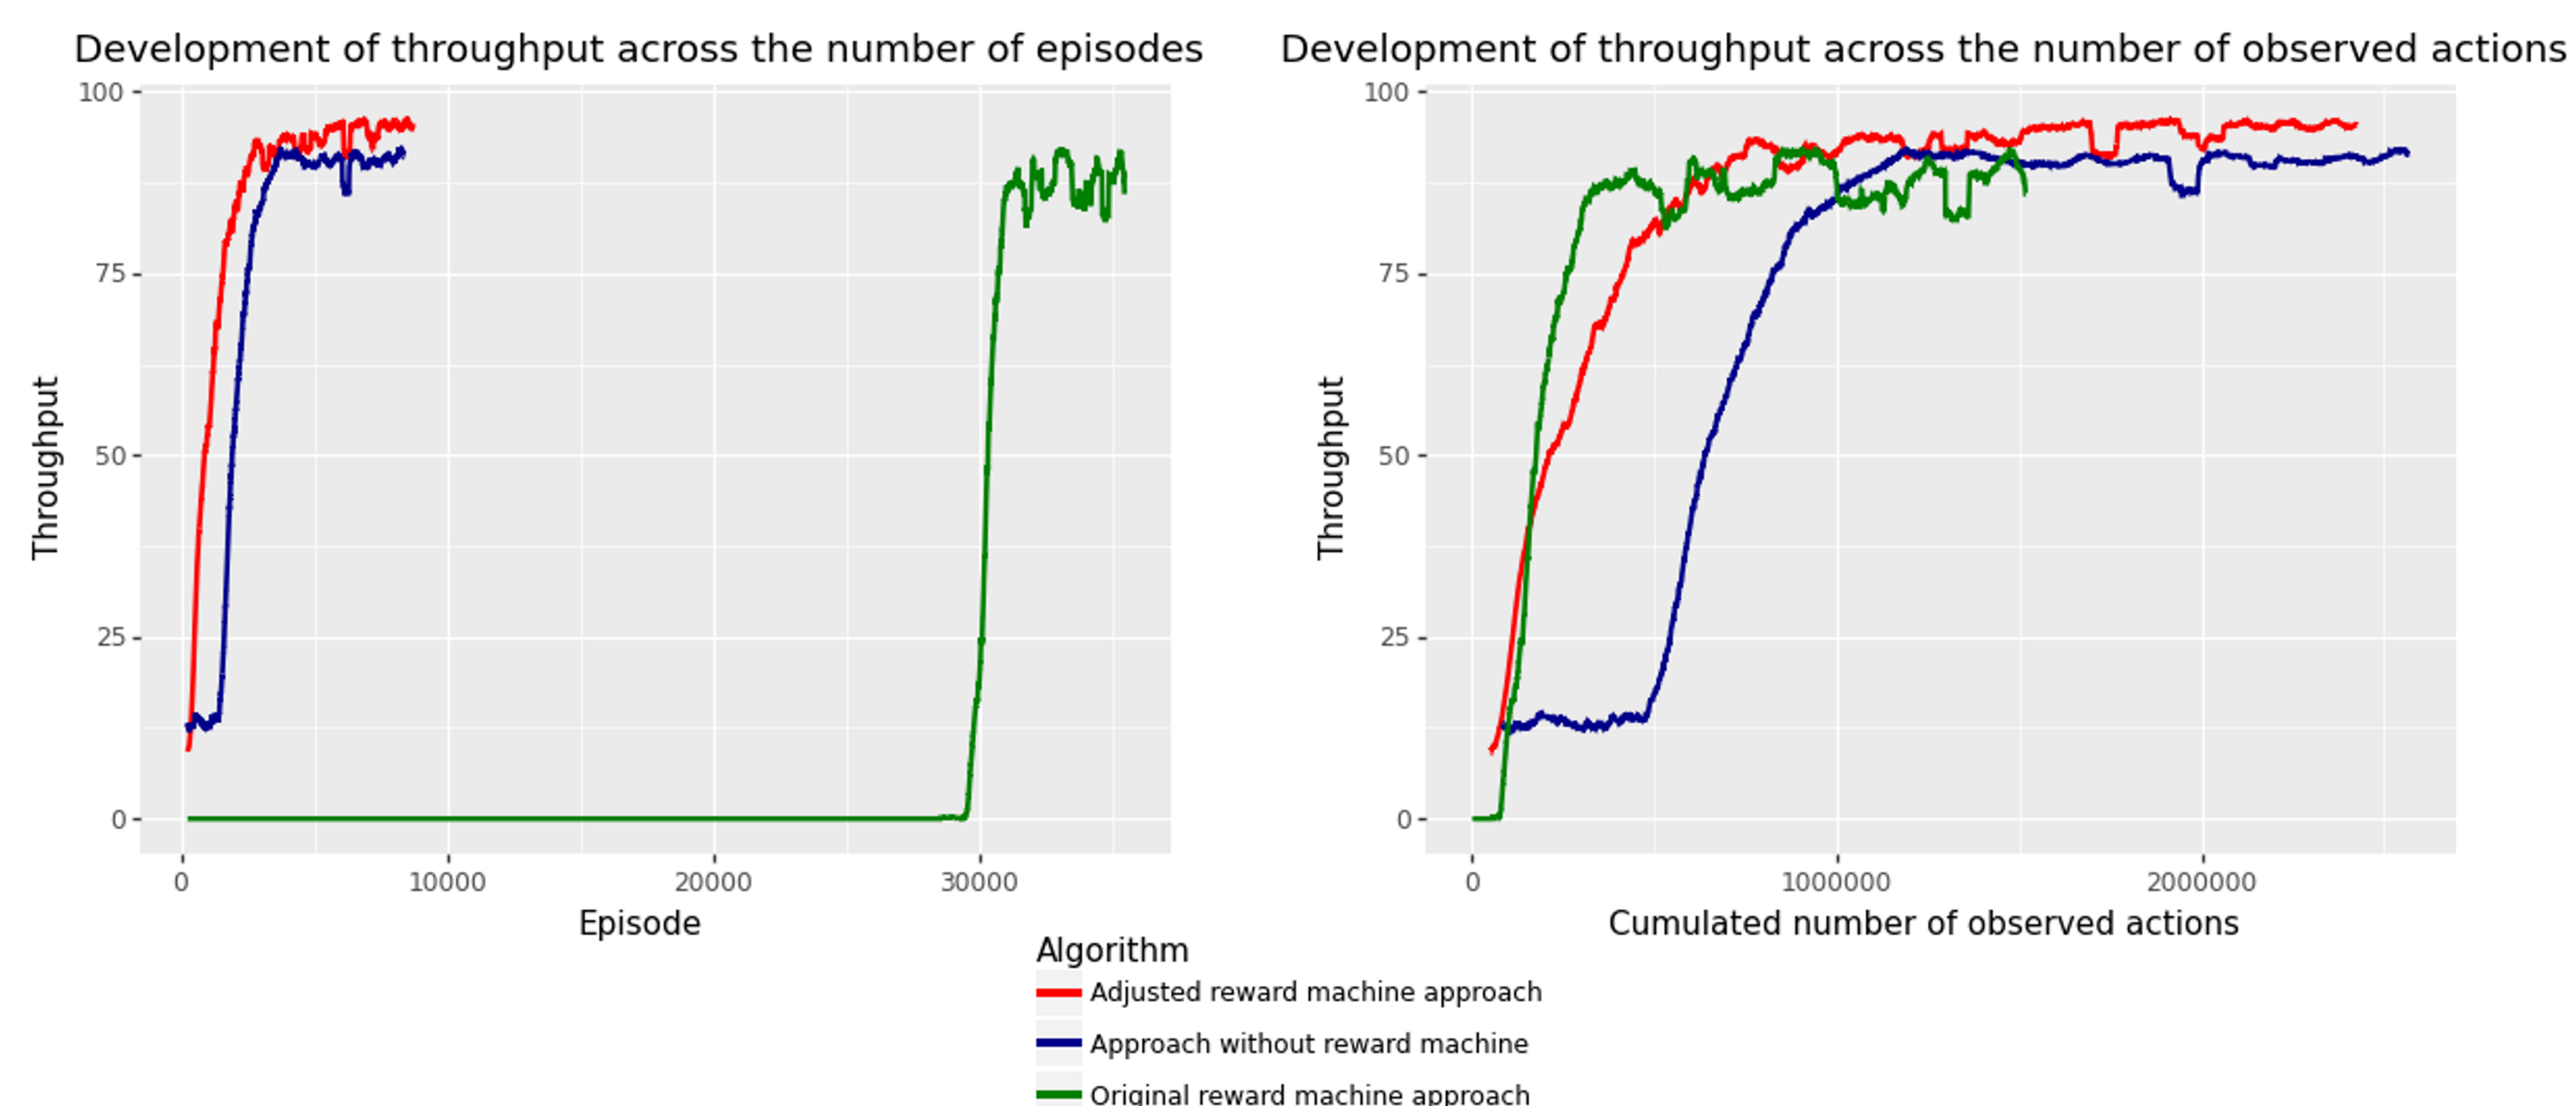 Development of throughput across the number of episodes
100
75
50
25
0
Throughput
0 10000 20000 30000
Episode
Development of throughput across the number of observed actions
100
75
50
25
0
Throughput
0 1000000 2000000
Cumulated number of observed actions
Algorithm
Adjusted reward machine approach
Approach without reward machine
Original reward machine approach